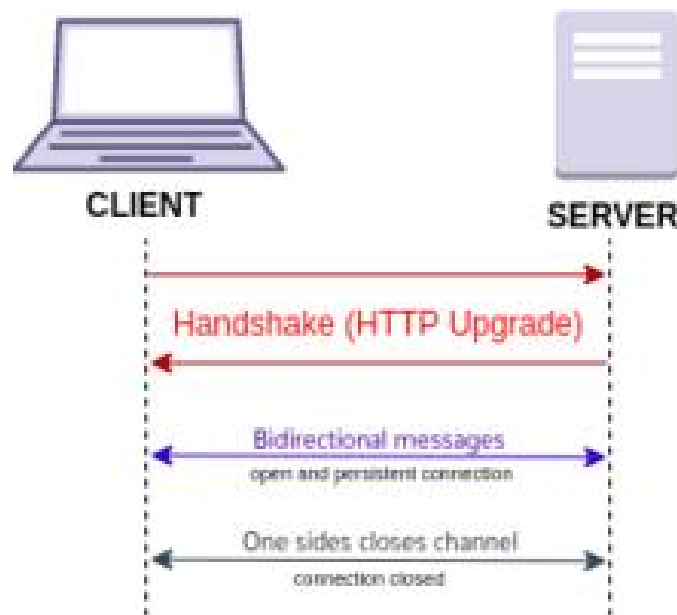 CLIENT
SERVER
Handshake (HTTP Upgrade)
Bidirectional messages
open and persistent connection
One sides closes channel
connection closed